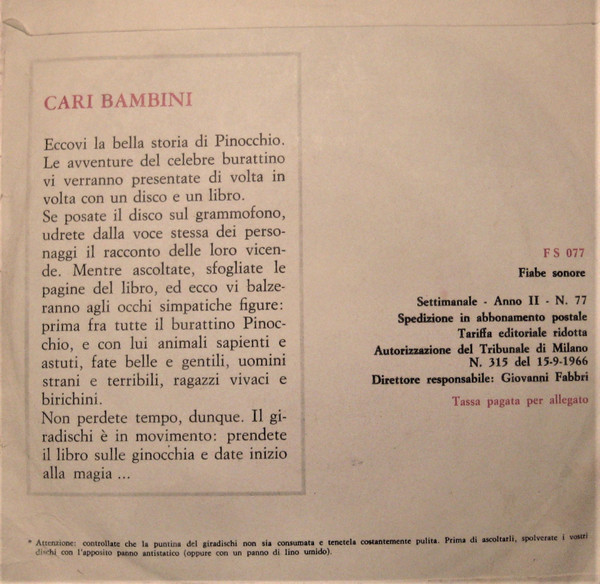 CARI BAMBINI
Eccovi la bella storia di Pinocchio.
Le avventure del celebre burattino
vi verranno presentate di volta in
volta con un disco e un libro.
Se posate il disco sul grammofono,
udrete dalla voce stessa dei perso-
naggi il racconto delle loro vicen-
de. Mentre ascoltate, sfogliate le
pagine del libro, ed ecco vi balze-
ranno agli occhi simpatiche figure:
prima fra tutte il burattino Pinoc-
chio, e con lui animali sapienti e
astuti, fate belle e gentili, uomini
strani e terribili, ragazzi vivaci e
birichini.
Non perdete tempo, dunque. Il gi-
radischi è in movimento: prendete
il libro sulle ginocchia e date inizio
alla magia ...
FS 077
Fiabe sonore
Settimanale - Anno II - N. 77
Spedizione in abbonamento postale
Tariffa editoriale ridotta
Autorizzazione del Tribunale di Milano
N. 315 del 15-9-1966
Direttore responsabile: Giovanni Fabbri
Tassa pagata per allegato
* Attenzione: controllate che la puntina del giradischi non sia consumata e tenetela costantemente pulita. Prima di ascoltarli, spolverate i vostri
dischi con l'apposito panno antistatico (oppure con un panno di lino umido).